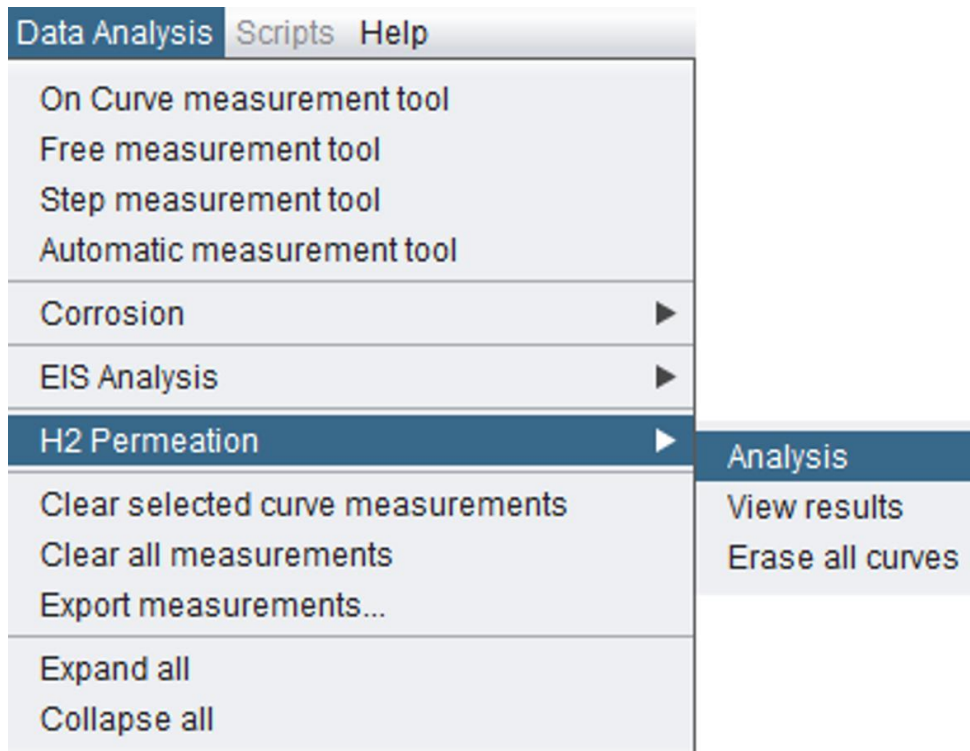 Data Analysis Scripts Help
On Curve measurement tool
Free measurement tool
Step measurement tool
Automatic measurement tool
Corrosion
EIS Analysis
H2 Permeation
Analysis
View results
Erase all curves
Clear selected curve measurements
Clear all measurements
Export measurements...
Expand all
Collapse all